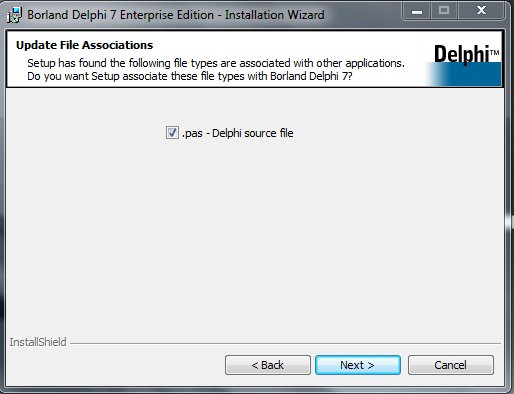 Borland Delphi 7 Enterprise Edition - Installation Wizard
Update File Associations
Setup has found the following file types are associated with other applications.
Do you want Setup associate these file types with Borland Delphi 7?
Delphi™
.pas - Delphi source file
InstallShield
< Back
Next >
Cancel